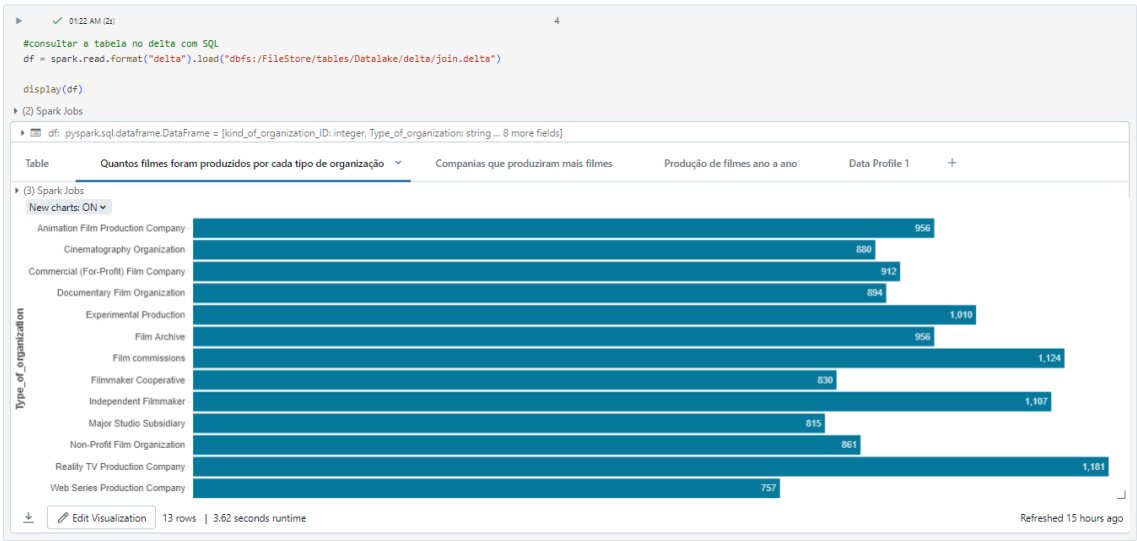 01:22 AM (2s)
4
#consultar a tabela no delta com SQL
df = spark.read.format("delta").load("dbfs:/FileStore/tables/Datalake/delta/join.delta")
display(df)
(2) Spark Jobs
df: pyspark.sql.dataframe.DataFrame = [kind_of_organization_ID: integer, Type_of_organization: string ... 8 more fields]
Table Quantos filmes foram produzidos por cada tipo de organização Companias que produziram mais filmes Produção de filmes ano a ano Data Profile 1 +
(3) Spark Jobs
New charts: ON
Type_of_organization
Animation Film Production Company 956
Cinematography Organization 880
Commercial (For-Profit) Film Company 912
Documentary Film Organization 894
Experimental Production 1,010
Film Archive 956
Film commissions 1,124
Filmmaker Cooperative 830
Independent Filmmaker 1,107
Major Studio Subsidiary 815
Non-Profit Film Organization 861
Reality TV Production Company 1,181
Web Series Production Company 757
Edit Visualization 13 rows | 3.62 seconds runtime Refreshed 15 hours ago